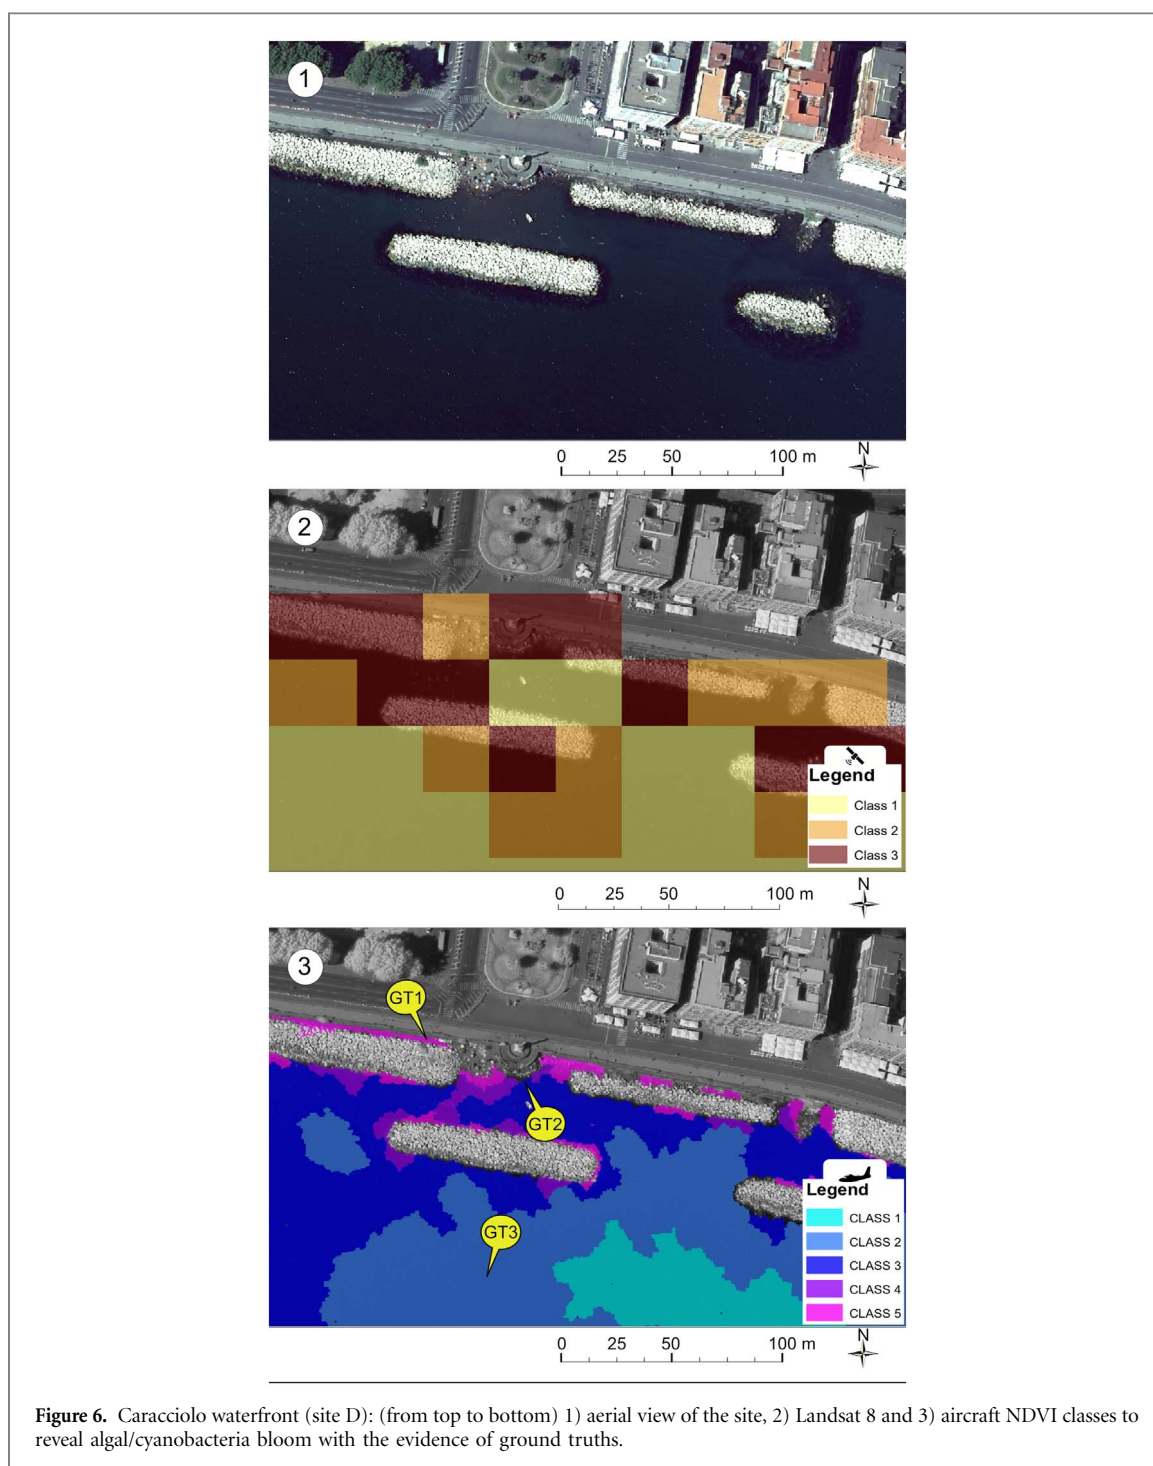 1
0 25 50 100 m
N
2
Legend
Class 1
Class 2
Class 3
0 25 50 100 m
N
3
GT1
GT2
GT3
Legend
CLASS 1
CLASS 2
CLASS 3
CLASS 4
CLASS 5
0 25 50 100 m
N
Figure 6. Caracciolo waterfront (site D): (from top to bottom) 1) aerial view of the site, 2) Landsat 8 and 3) aircraft NDVI classes to
reveal algal/cyanobacteria bloom with the evidence of ground truths.